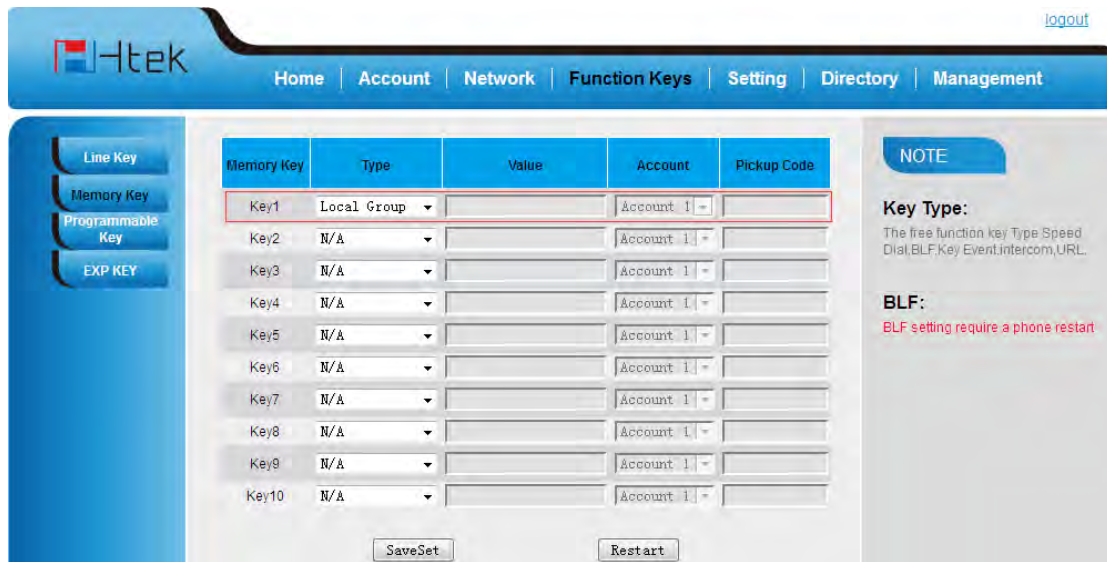 logout
Htek
Home | Account | Network | Function Keys | Setting | Directory | Management
Line Key
Memory Key
Programmable Key
EXP KEY
Memory Key Type Value Account Pickup Code
Key1 Local Group Account 1
Key2 N/A Account 1
Key3 N/A Account 1
Key4 N/A Account 1
Key5 N/A Account 1
Key6 N/A Account 1
Key7 N/A Account 1
Key8 N/A Account 1
Key9 N/A Account 1
Key10 N/A Account 1
SaveSet Restart
NOTE
Key Type:
The free function key Type Speed
Dial,BLF,Key Event,intercom,URL.
BLF:
BLF setting require a phone restart